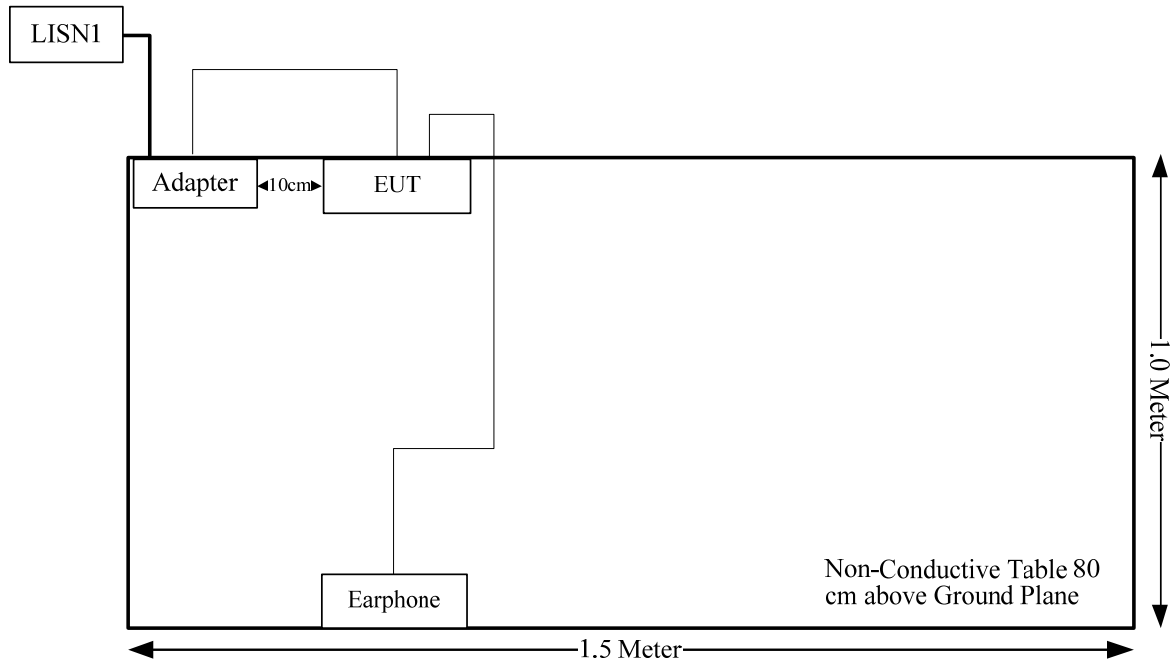 LISN1
Adapter
10cm
EUT
1.0 Meter
Earphone
Non-Conductive Table 80
cm above Ground Plane
1.5 Meter